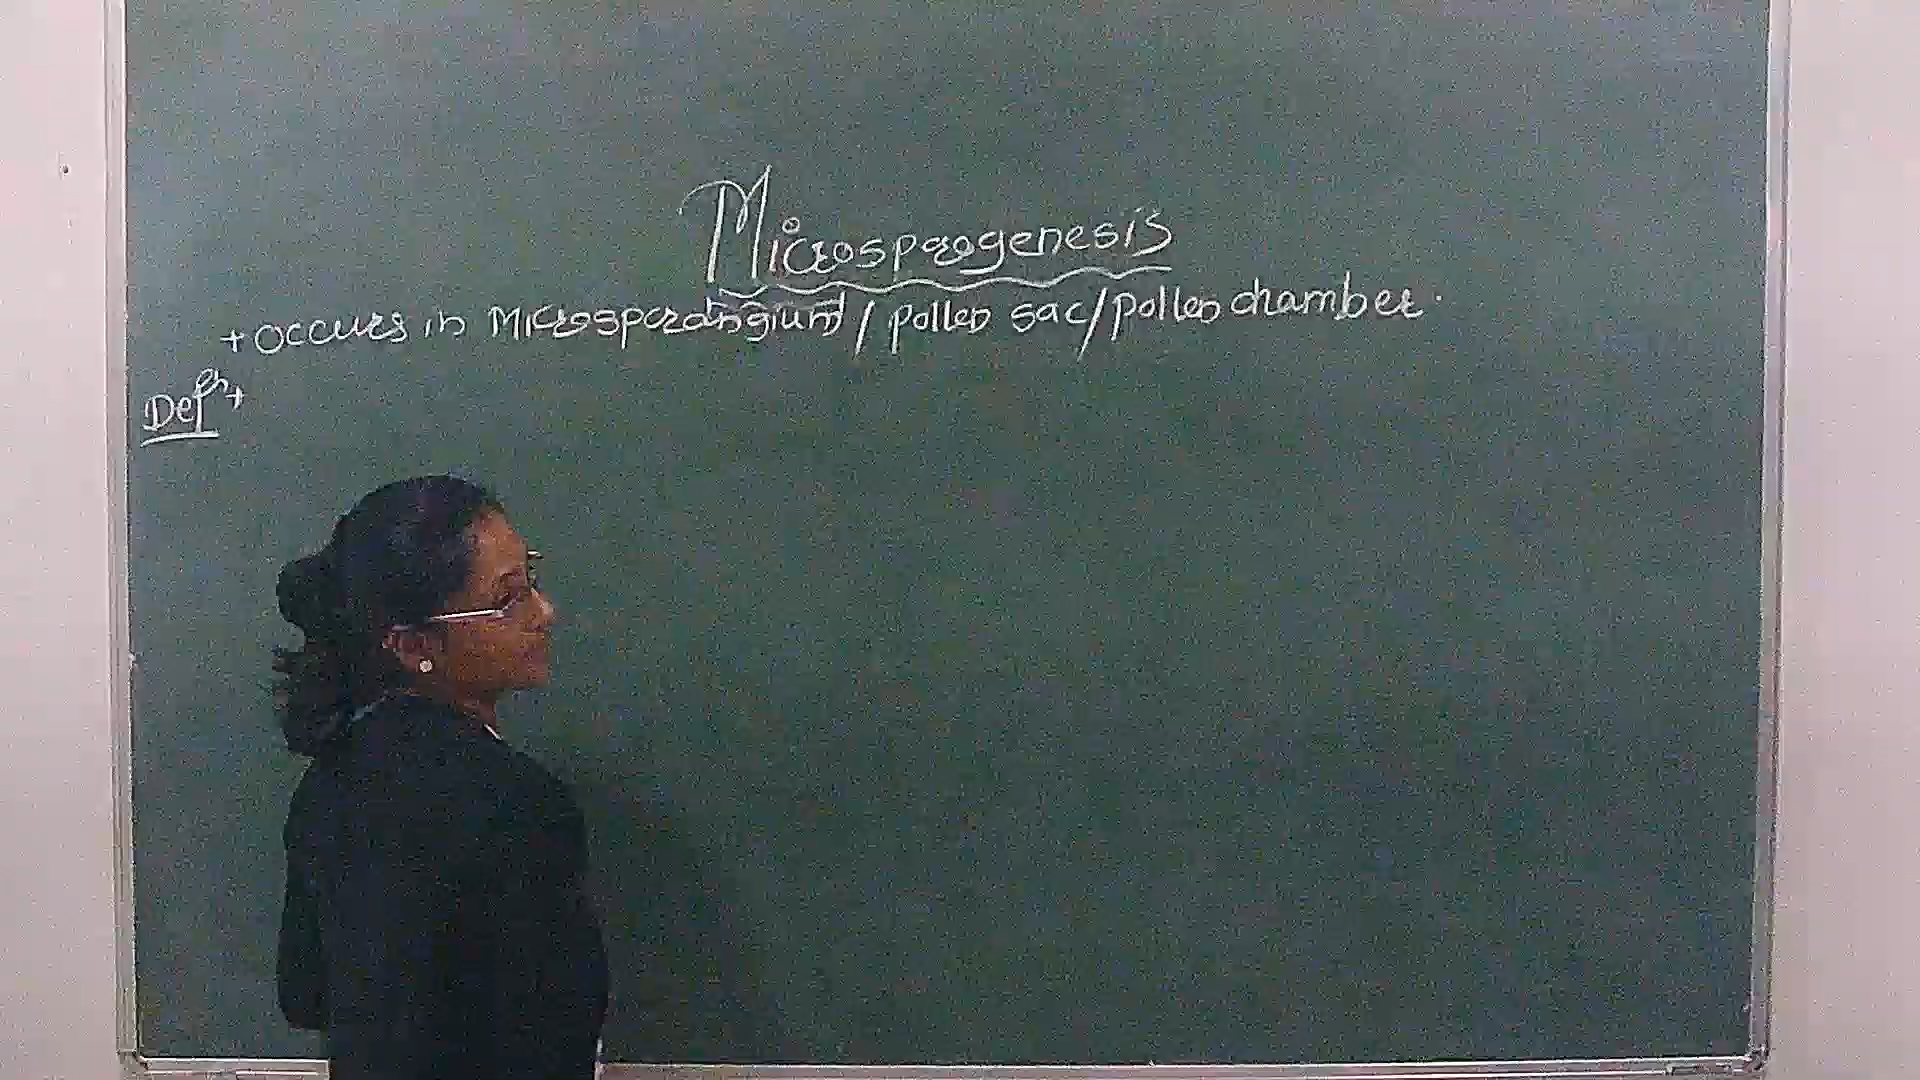 Microsporogenesis
+ Occurs in Microsporangium / Pollen sac / Pollen chamber.
Defn +